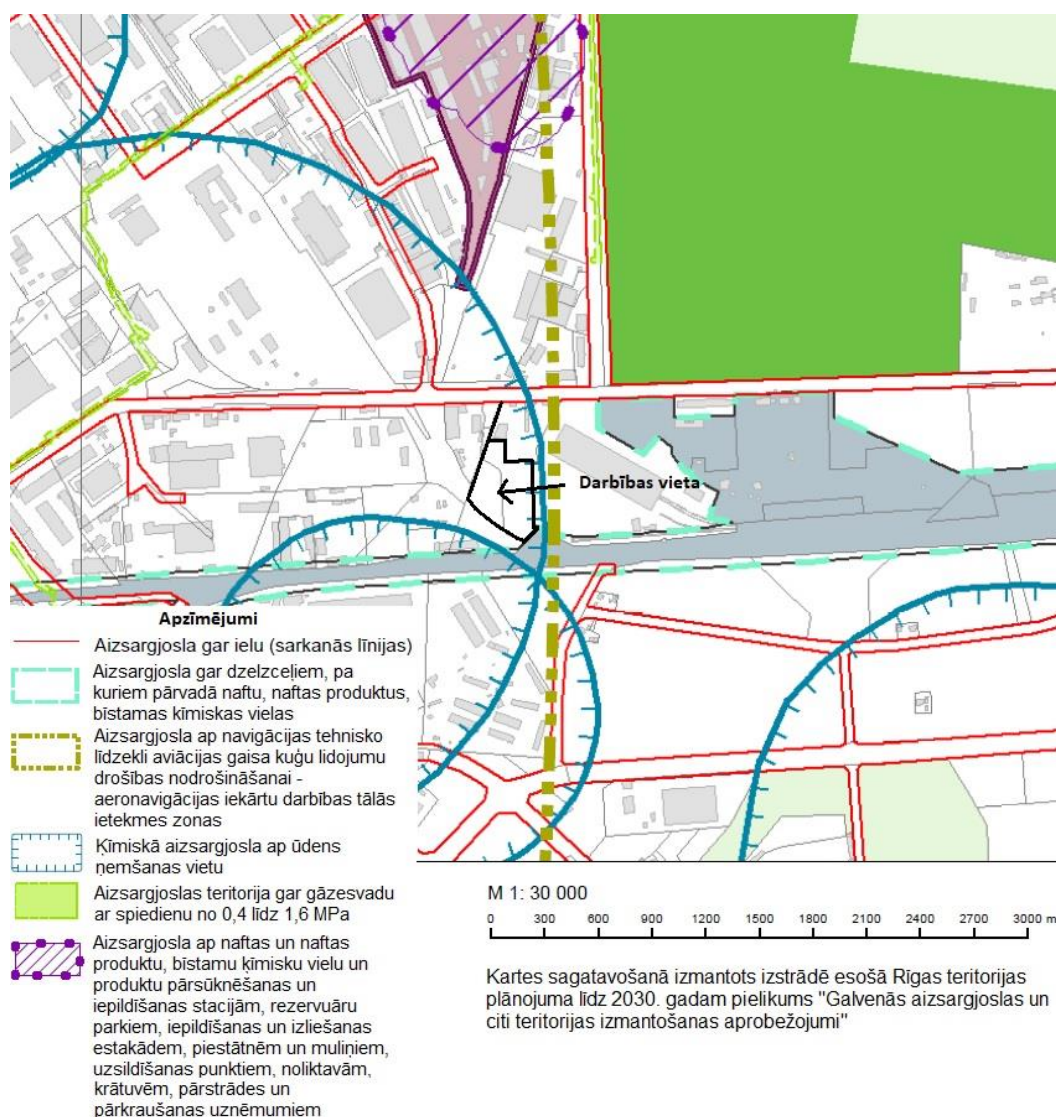 Darbības vieta
Apzīmējumi
Aizsargjosla gar ielu (sarkanās līnijas)
Aizsargjosla gar dzelzceļiem, pa
kuriem pārvadā naftu, naftas produktus,
bīstamas ķīmiskas vielas
Aizsargjosla ap navigācijas tehnisko
līdzekli aviācijas gaisa kuģu lidojumu
drošības nodrošināšanai -
aeronavigācijas iekārtu darbības tālās
ietekmes zonas
Ķīmiskā aizsargjosla ap ūdens
ņemšanas vietu
Aizsargjoslas teritorija gar gāzesvadu
ar spiedienu no 0,4 līdz 1,6 MPa
Aizsargjosla ap naftas un naftas
produktu, bīstamu ķīmisku vielu un
produktu pārsūknēšanas un
iepildīšanas stacijām, rezervuāru
parkiem, iepildīšanas un izliešanas
estakādēm, piestātnēm un muliņiem,
uzsildīšanas punktiem, noliktavām,
krātuvēm, pārstrādes un
pārkraušanas uzņēmumiem
M 1: 30 000
0 300 600 900 1200 1500 1800 2100 2400 2700 3000 m
Kartes sagatavošanā izmantots izstrādē esošā Rīgas teritorijas
plānojuma līdz 2030. gadam pielikums "Galvenās aizsargjoslas un
citi teritorijas izmantošanas aprobežojumi"